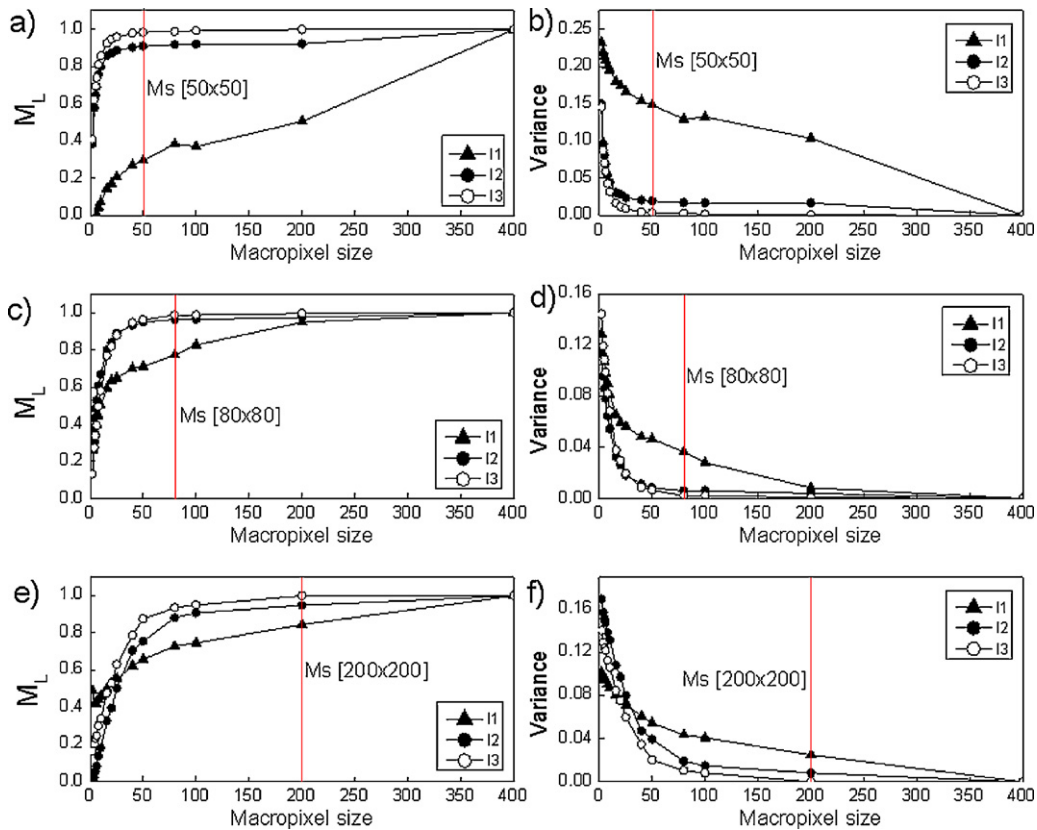 a)
M_L
1.0
0.8
0.6
0.4
0.2
0.0
Ms [50x50]
I1
I2
I3
0 50 100 150 200 250 300 350 400
Macropixel size
b)
Variance
0.25
0.20
0.15
0.10
0.05
0.00
Ms [50x50]
I1
I2
I3
0 50 100 150 200 250 300 350 400
Macropixel size
c)
M_L
1.0
0.8
0.6
0.4
0.2
0.0
Ms [80x80]
I1
I2
I3
0 50 100 150 200 250 300 350 400
Macropixel size
d)
Variance
0.16
0.12
0.08
0.04
0.00
Ms [80x80]
I1
I2
I3
0 50 100 150 200 250 300 350 400
Macropixel size
e)
M_L
1.0
0.8
0.6
0.4
0.2
0.0
Ms [200x200]
I1
I2
I3
0 50 100 150 200 250 300 350 400
Macropixel size
f)
Variance
0.16
0.12
0.08
0.04
0.00
Ms [200x200]
I1
I2
I3
0 50 100 150 200 250 300 350 400
Macropixel size